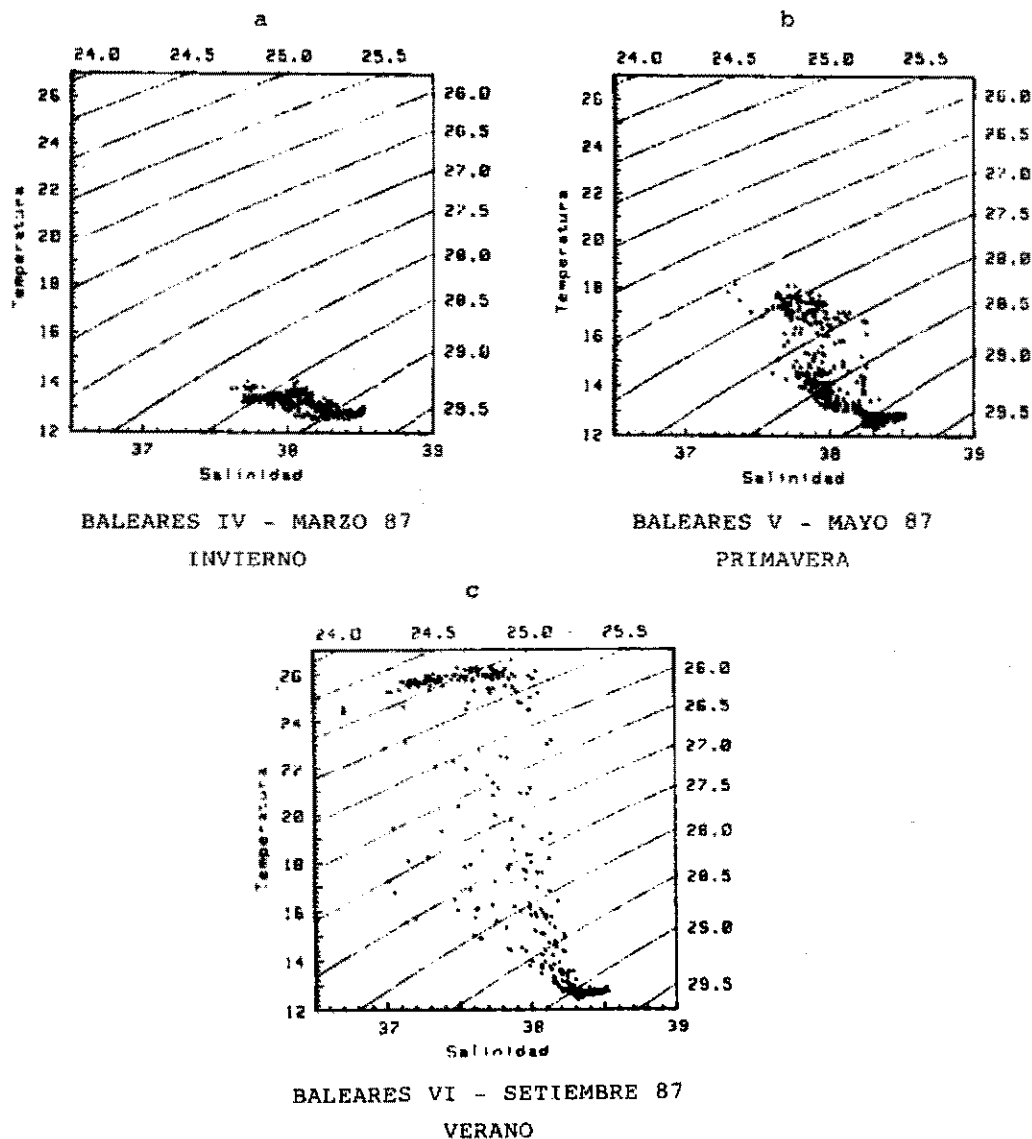 a
24.0 24.5 25.0 25.5
26
24
22
20
18
16
14
12
Temperatura
26.0
26.5
27.0
27.5
28.0
28.5
29.0
29.5
37 38 39
Salinidad
BALEARES IV - MARZO 87
INVIERNO
b
24.0 24.5 25.0 25.5
26
24
22
20
18
16
14
12
Temperatura
26.0
26.5
27.0
27.5
28.0
28.5
29.0
29.5
37 38 39
Salinidad
BALEARES V - MAYO 87
PRIMAVERA
c
24.0 24.5 25.0 25.5
26
24
22
20
18
16
14
12
Temperatura
26.0
26.5
27.0
27.5
28.0
28.5
29.0
29.5
37 38 39
Salinidad
BALEARES VI - SETIEMBRE 87
VERANO